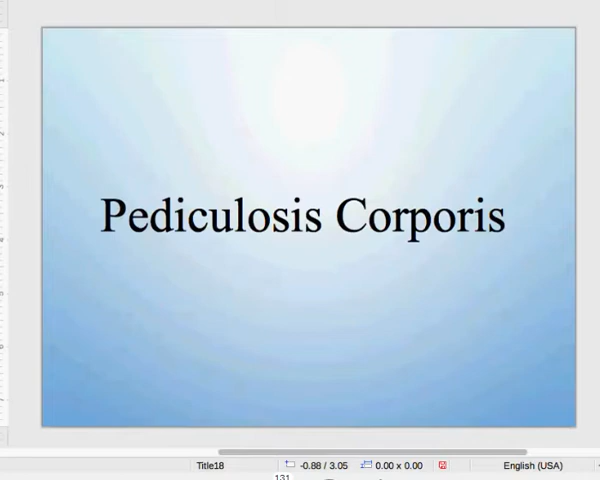 Pediculosis Corporis
Title18
-0.88 / 3.05
0.00 x 0.00
English (USA)
131